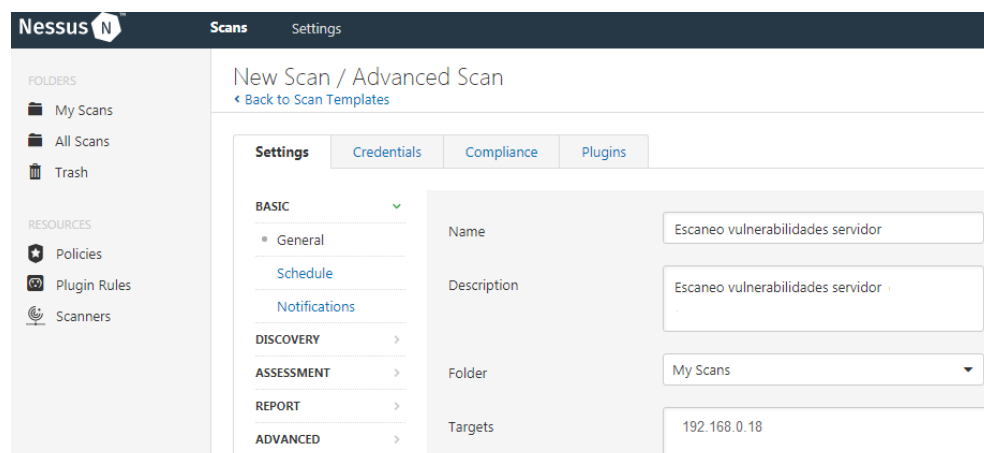 Nessus N
Scans
Settings
FOLDERS
My Scans
All Scans
Trash
RESOURCES
Policies
Plugin Rules
Scanners
New Scan / Advanced Scan
Back to Scan Templates
Settings
Credentials
Compliance
Plugins
BASIC
General
Schedule
Notifications
DISCOVERY
ASSESSMENT
REPORT
ADVANCED
Name
Escaneo vulnerabilidades servidor
Description
Escaneo vulnerabilidades servidor
Folder
My Scans
Targets
192.168.0.18